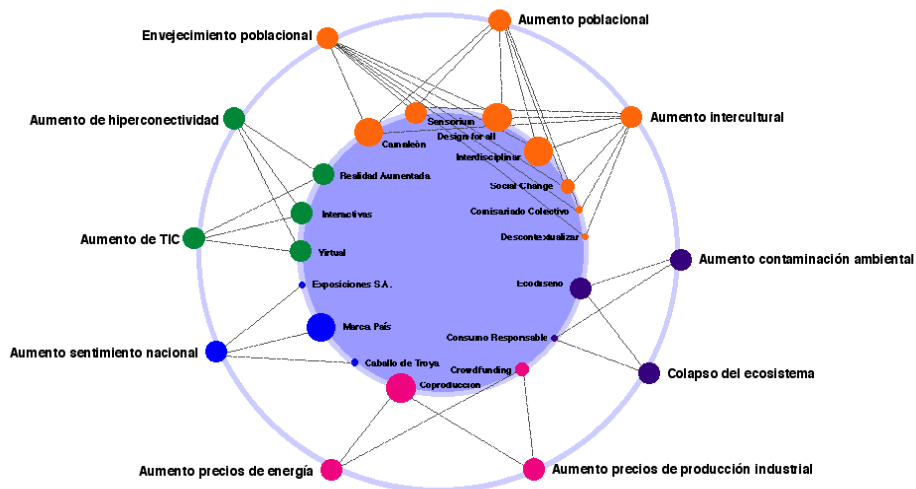 Aumento poblacional
Envejecimiento poblacional
Aumento de hiperconectividad
Sensorium
Aumento intercultural
Design for all
Camaleón
Interdisciplinar
Realidad Aumentada
Social Change
Interactivas
Comisariado Colectivo
Aumento de TIC
Descontextualizar
Virtual
Aumento contaminación ambiental
Exposiciones S.A.
Ecodiseño
Marca País
Consumo Responsable
Aumento sentimiento nacional
Caballo de Troya
Crowdfunding
Colapso del ecosistema
Coproducción
Aumento precios de energía
Aumento precios de producción industrial